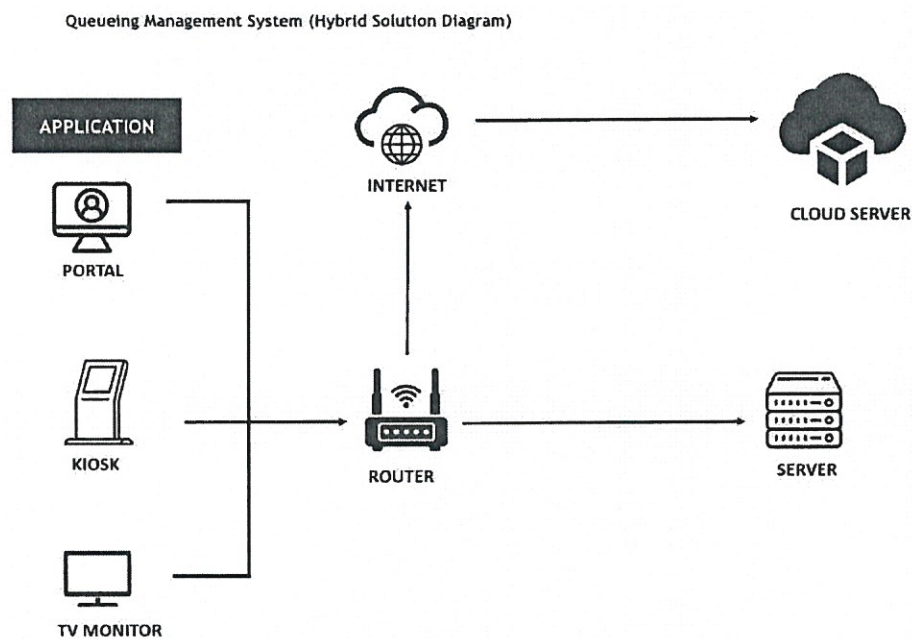 Queueing Management System (Hybrid Solution Diagram)
APPLICATION
PORTAL
KIOSK
TV MONITOR
INTERNET
ROUTER
CLOUD SERVER
SERVER